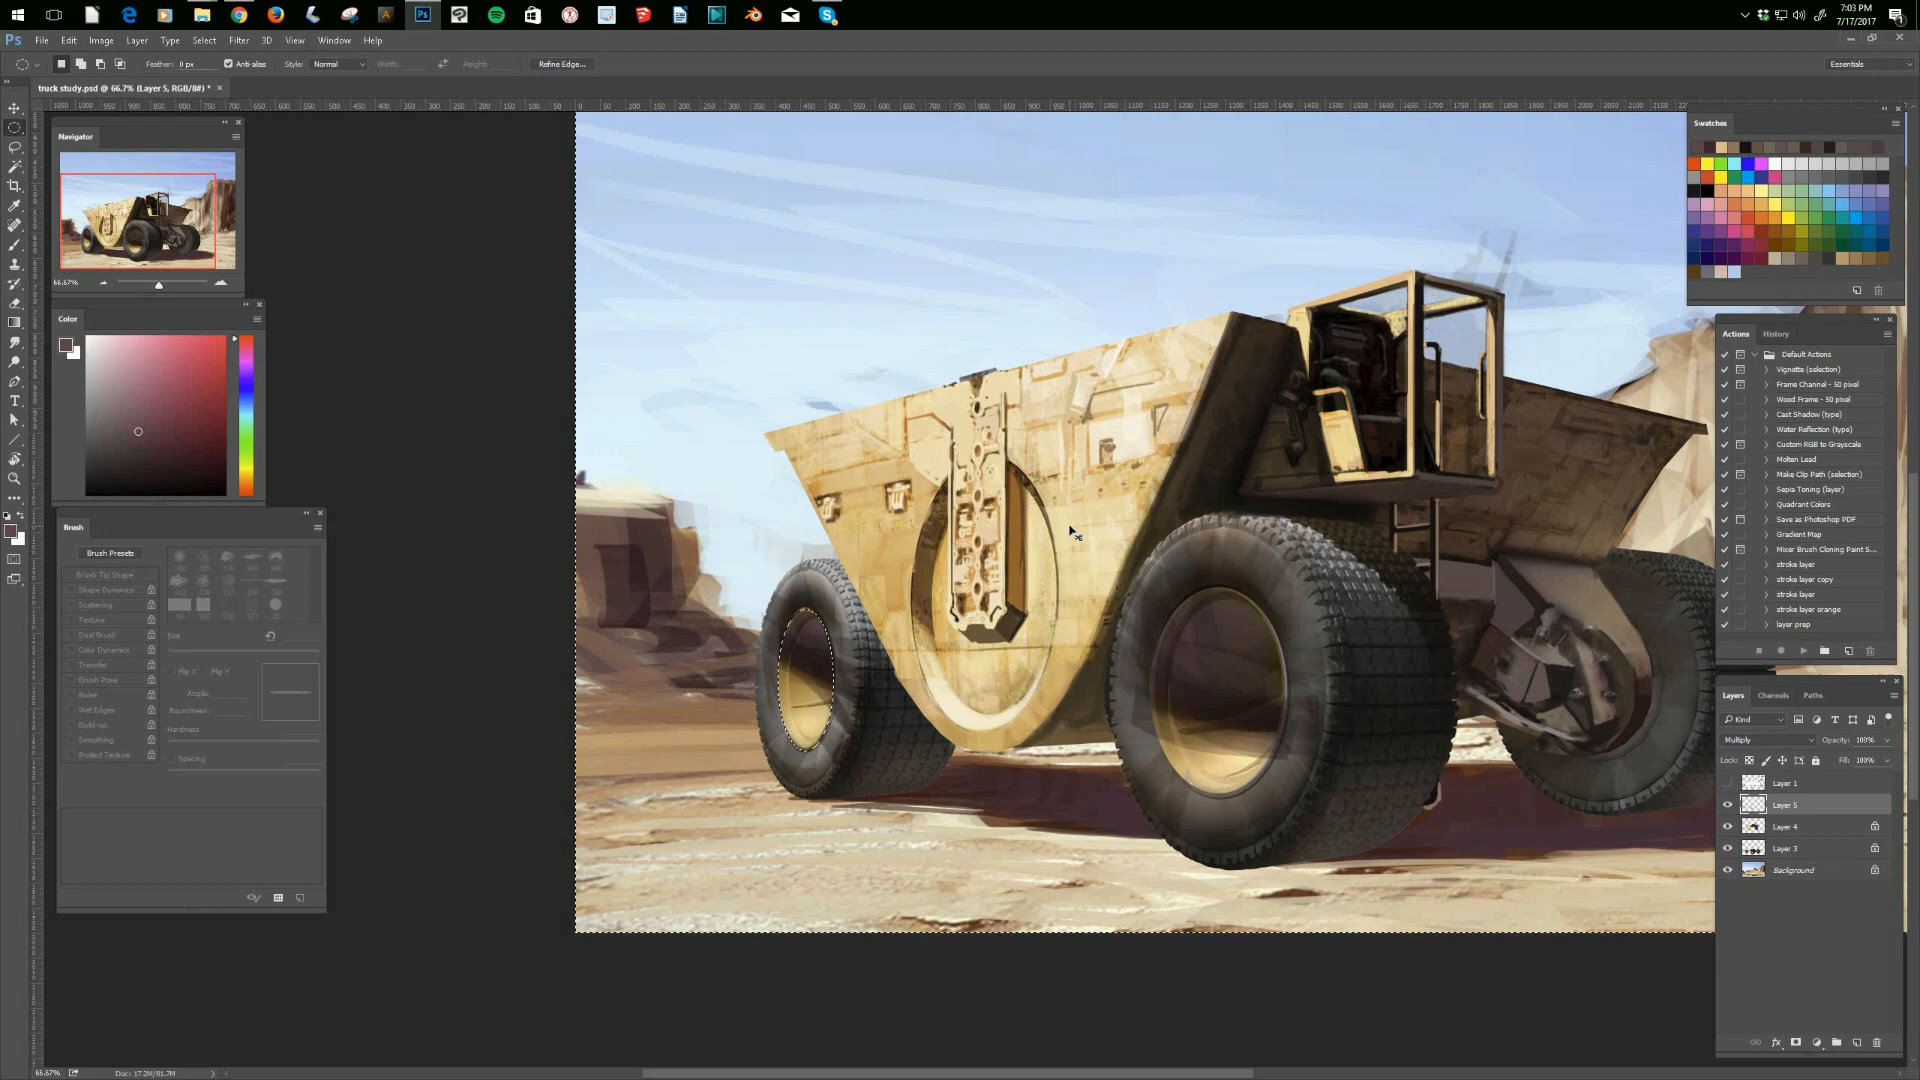 7:03 PM
7/17/2017
Ps File Edit Image Layer Type Select Filter 3D View Window Help
Feather: 0 px Anti-alias Style: Normal Width: Height: Refine Edge... Essentials
truck study.psd @ 66.7% (Layer 5, RGB/8#) *
Navigator
66.67%
Color
Brush
Brush Presets
Brush Tip Shape
Shape Dynamics
Scattering
Texture
Dual Brush
Color Dynamics
Transfer
Brush Pose
Noise
Wet Edges
Build-up
Smoothing
Protect Texture
Size
Flip X Flip Y
Angle:
Roundness:
Hardness
Spacing
Swatches
Actions History
Default Actions
Vignette (selection)
Frame Channel - 50 pixel
Wood Frame - 50 pixel
Cast Shadow (type)
Water Reflection (type)
Custom RGB to Grayscale
Molten Lead
Make Clip Path (selection)
Sepia Toning (layer)
Quadrant Colors
Save as Photoshop PDF
Gradient Map
Mixer Brush Cloning Paint S...
stroke layer
stroke layer copy
stroke layer
stroke layer orange
layer prep
Layers Channels Paths
Kind
Multiply Opacity: 100%
Lock: Fill: 100%
Layer 1
Layer 5
Layer 4
Layer 3
Background
66.67% Doc: 17.2M/81.7M